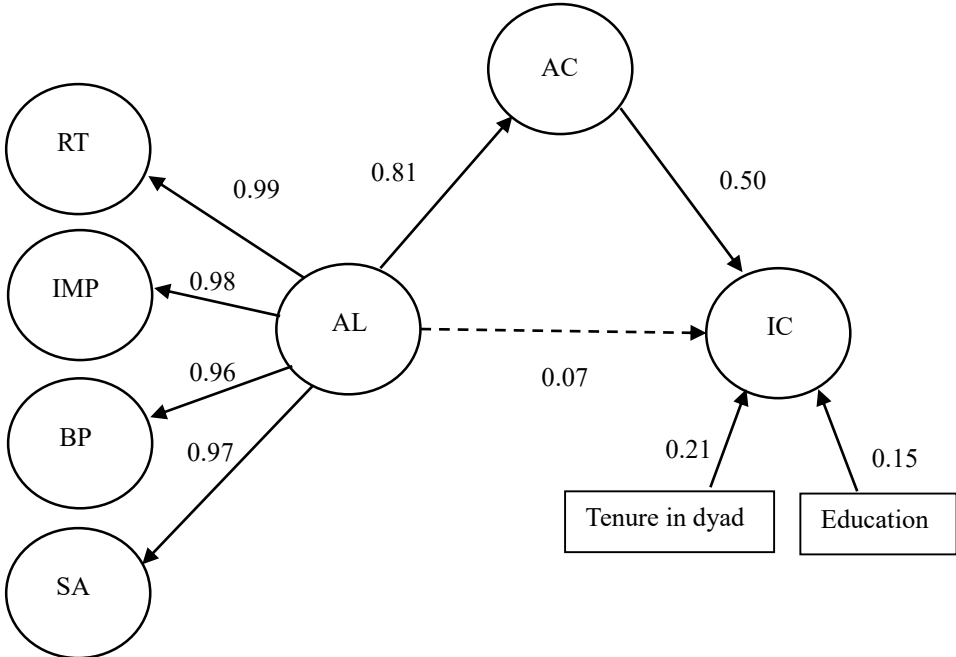 AC
RT
0.81
0.50
0.99
IMP
0.98
AL
IC
0.96
0.07
BP
0.97
0.21
0.15
Tenure in dyad
Education
SA